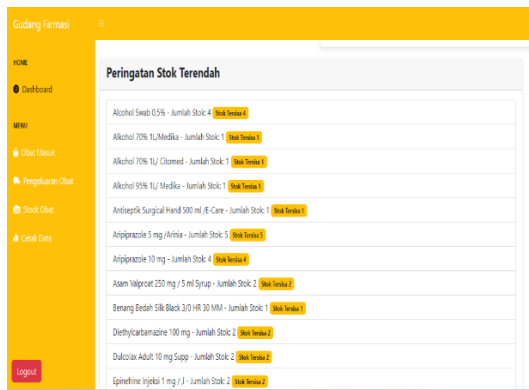 Gudang Farmasi
HOME
Dashboard
MENU
Obat Masuk
Pengeluaran Obat
Stock Obat
Cetak Data
Logout
Peringatan Stok Terendah
Alcohol Swab 0,5% - Jumlah Stok: 4 Stok Tersisa 4
Alkohol 70% 1L/Medika - Jumlah Stok: 1 Stok Tersisa 1
Alkohol 70% 1L/ Citomed - Jumlah Stok: 1 Stok Tersisa 1
Alkohol 95% 1L/ Medika - Jumlah Stok: 1 Stok Tersisa 1
Antiseptik Surgical Hand 500 ml /E-Care - Jumlah Stok: 1 Stok Tersisa 1
Aripiprazole 5 mg /Arinia - Jumlah Stok: 5 Stok Tersisa 5
Aripiprazole 10 mg - Jumlah Stok: 4 Stok Tersisa 4
Asam Valproat 250 mg / 5 ml Syrup - Jumlah Stok: 2 Stok Tersisa 2
Benang Bedah Silk Black 3/0 HR 30 MM - Jumlah Stok: 1 Stok Tersisa 1
Diethylcarbamazine 100 mg - Jumlah Stok: 2 Stok Tersisa 2
Dulcolax Adult 10 mg Supp - Jumlah Stok: 2 Stok Tersisa 2
Epinefrine Injeksi 1 mg /.I - Jumlah Stok: 2 Stok Tersisa 2